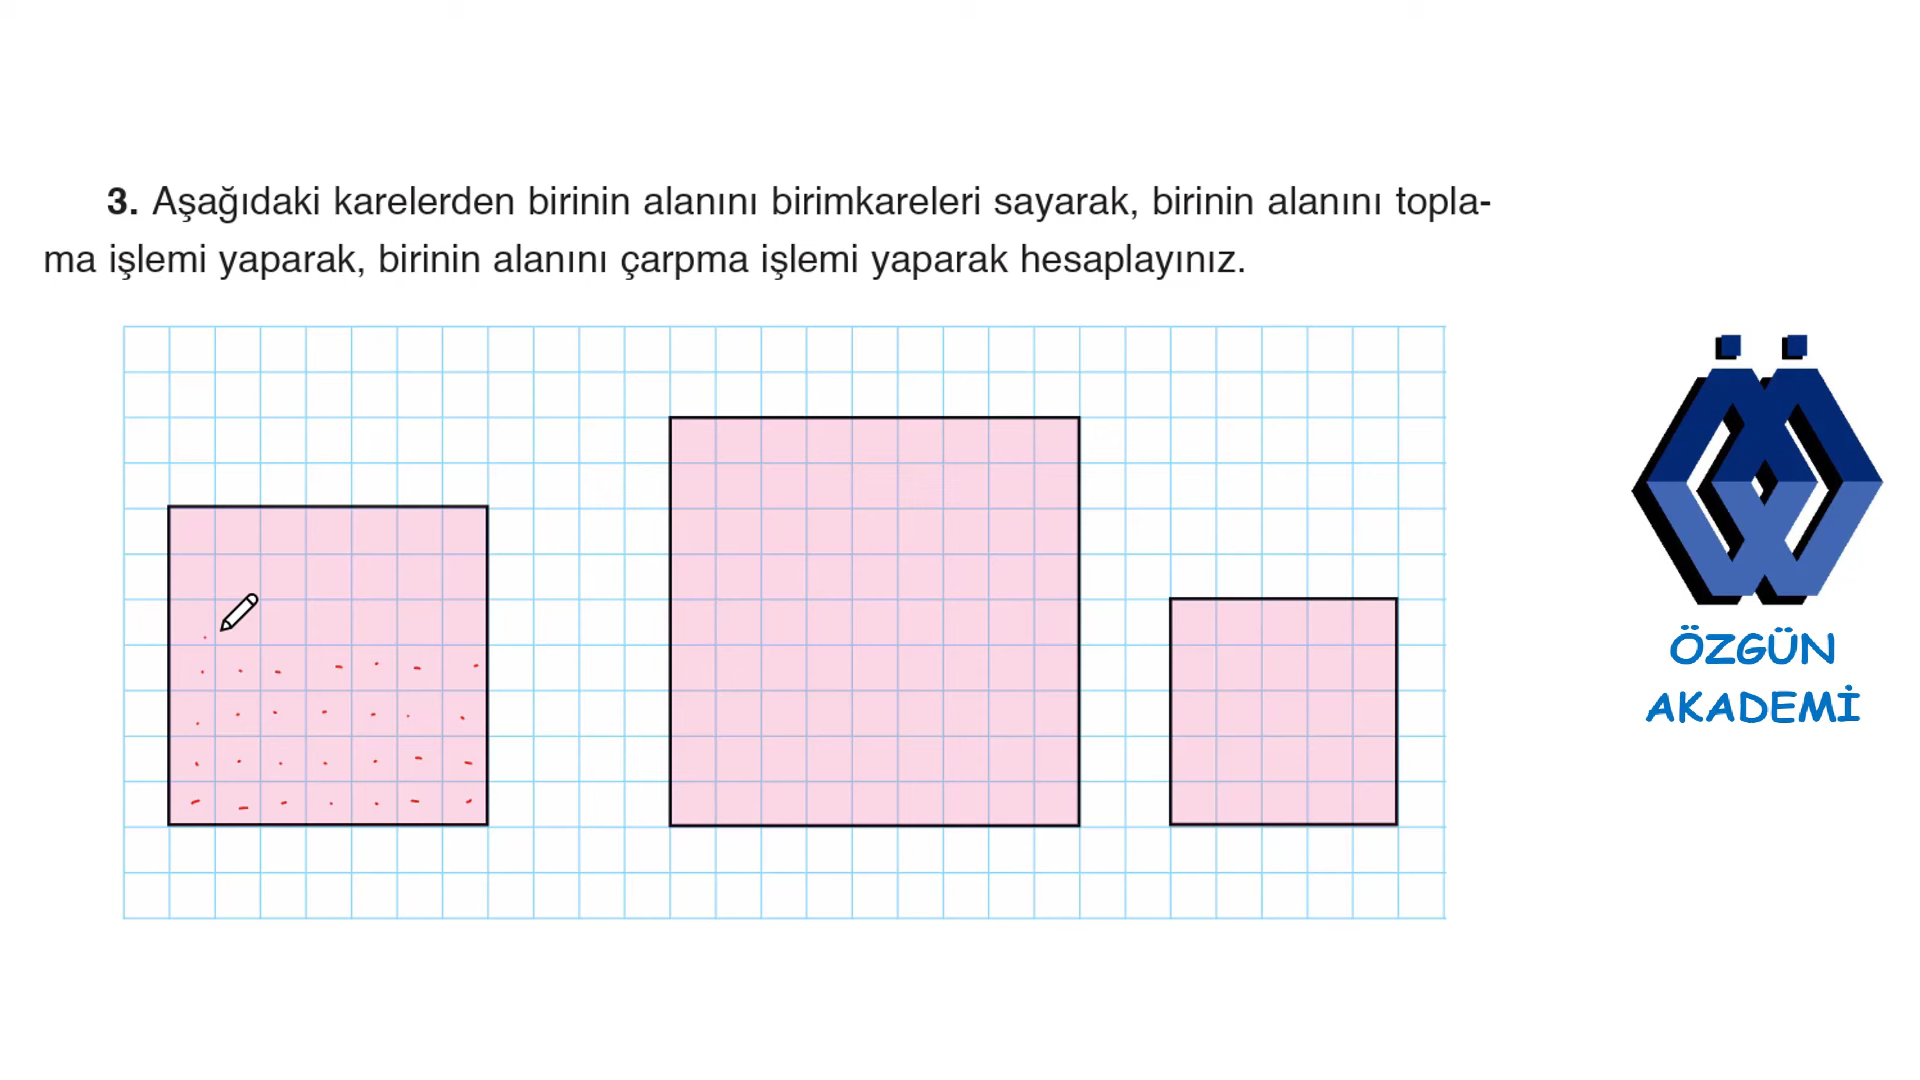 3. Aşağıdaki karelerden birinin alanını birimkareleri sayarak, birinin alanını topla-
ma işlemi yaparak, birinin alanını çarpma işlemi yaparak hesaplayınız.
ÖZGÜN
AKADEMİ